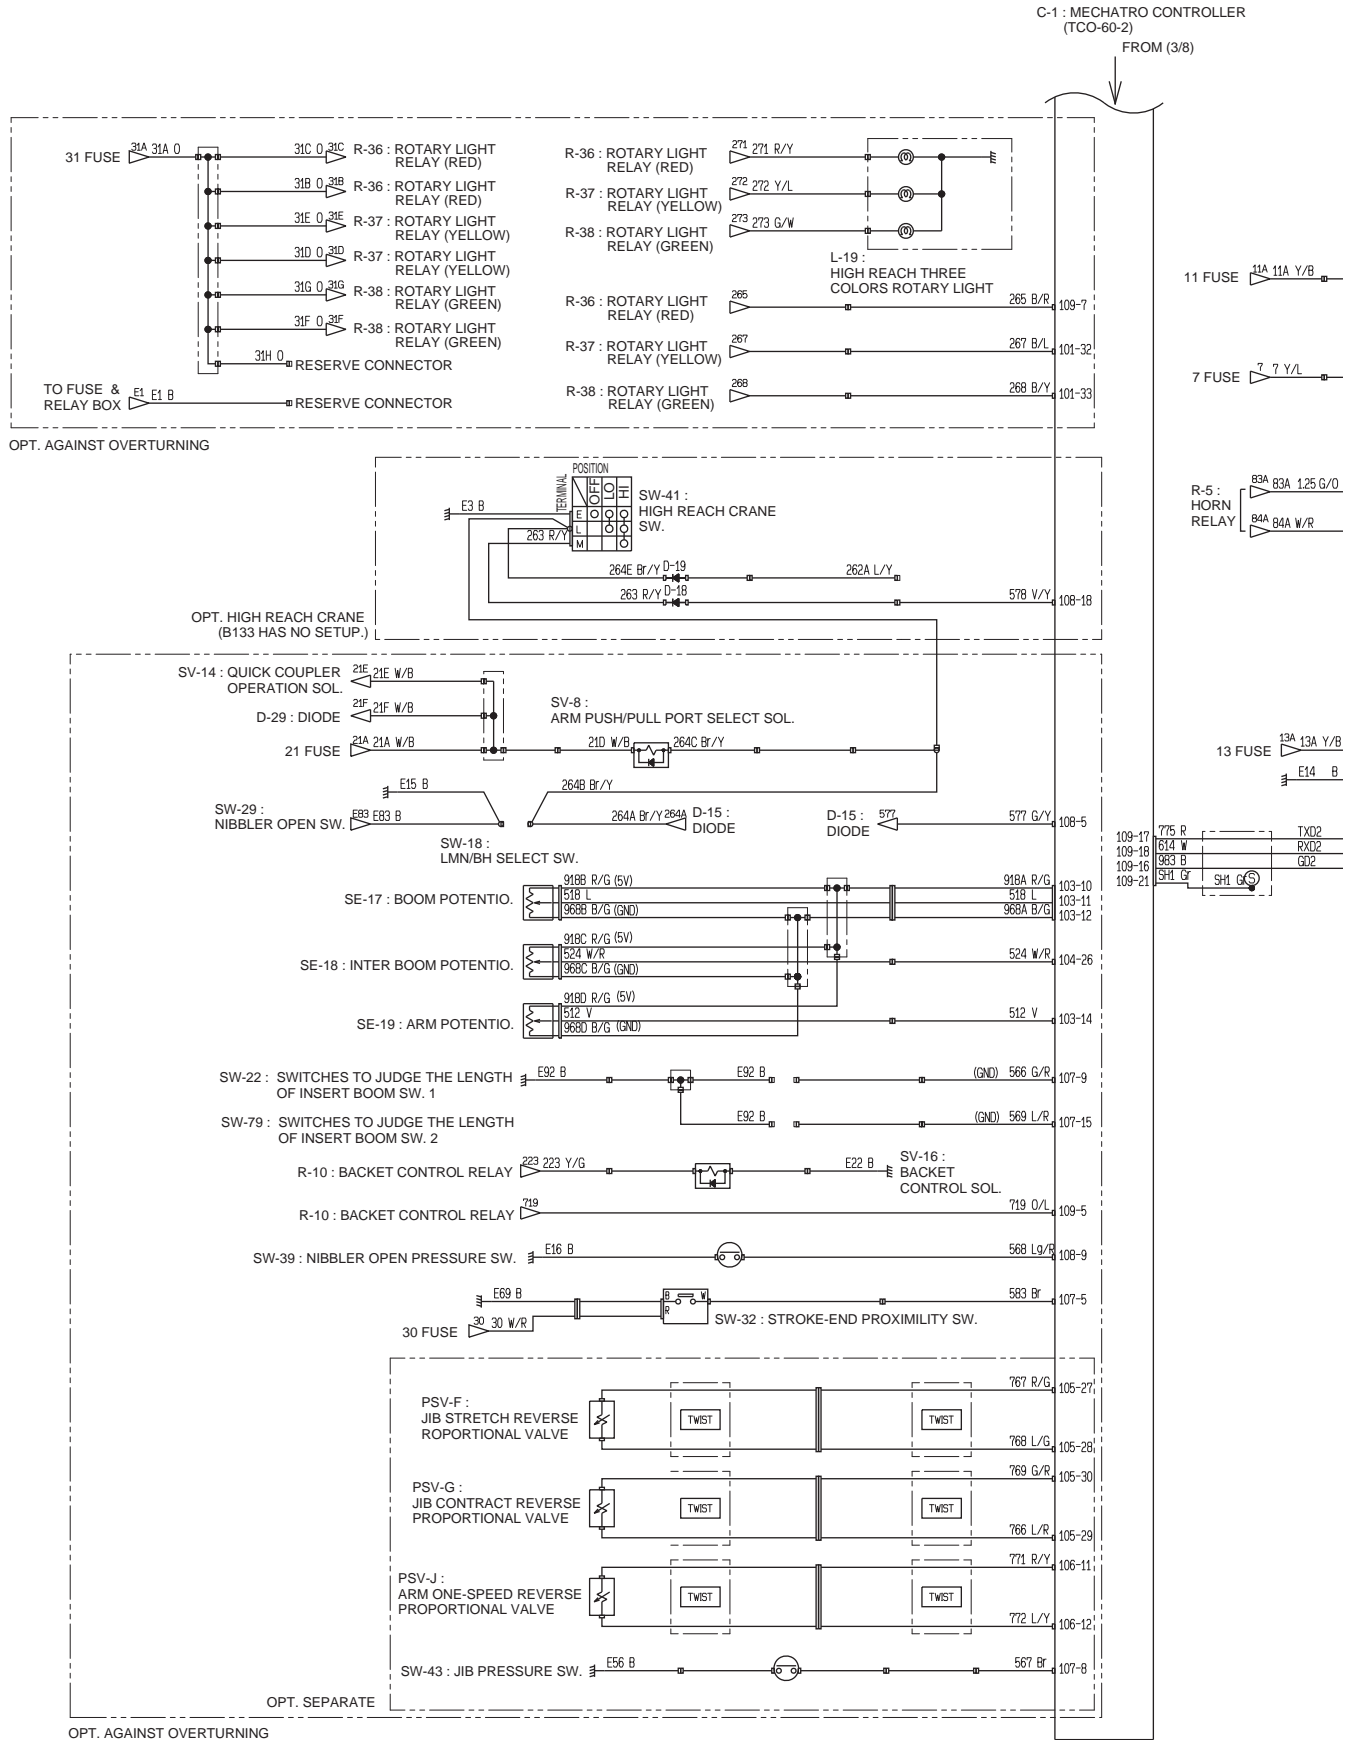 C-1 : MECHATRO CONTROLLER
(TCO-60-2)
FROM (3/8)
31 FUSE
31A
31A O
31C O
31C
R-36 : ROTARY LIGHT
RELAY (RED)
31B O
31B
R-36 : ROTARY LIGHT
RELAY (RED)
31E O
31E
R-37 : ROTARY LIGHT
RELAY (YELLOW)
31D O
31D
R-37 : ROTARY LIGHT
RELAY (YELLOW)
31G O
31G
R-38 : ROTARY LIGHT
RELAY (GREEN)
31F O
31F
R-38 : ROTARY LIGHT
RELAY (GREEN)
31H O
RESERVE CONNECTOR
TO FUSE &
RELAY BOX
E1
E1 B
RESERVE CONNECTOR
R-36 : ROTARY LIGHT
RELAY (RED)
271
271 R/Y
R-37 : ROTARY LIGHT
RELAY (YELLOW)
272
272 Y/L
R-38 : ROTARY LIGHT
RELAY (GREEN)
273
273 G/W
L-19 :
HIGH REACH THREE
COLORS ROTARY LIGHT
R-36 : ROTARY LIGHT
RELAY (RED)
265
265 B/R
109-7
R-37 : ROTARY LIGHT
RELAY (YELLOW)
267
267 B/L
101-32
R-38 : ROTARY LIGHT
RELAY (GREEN)
268
268 B/Y
101-33
OPT. AGAINST OVERTURNING
11 FUSE
11A
11A Y/B
7 FUSE
7
7 Y/L
R-5 :
HORN
RELAY
83A
83A 1.25 G/O
84A
84A W/R
13 FUSE
13A
13A Y/B
E14 B
POSITION
TERMINAL
OFF
LO
HI
E
L
M
SW-41 :
HIGH REACH CRANE
SW.
E3 B
263 R/Y
264E Br/Y
D-19
262A L/Y
263 R/Y
D-18
578 V/Y
108-18
OPT. HIGH REACH CRANE
(B133 HAS NO SETUP.)
SV-14 : QUICK COUPLER
OPERATION SOL.
21E
21E W/B
D-29 : DIODE
21F
21F W/B
21 FUSE
21A
21A W/B
SV-8 :
ARM PUSH/PULL PORT SELECT SOL.
21D W/B
264C Br/Y
E15 B
264B Br/Y
SW-29 :
NIBBLER OPEN SW.
E83
E83 B
SW-18 :
LMN/BH SELECT SW.
264A Br/Y
264A
D-15 :
DIODE
D-15 :
DIODE
577
577 G/Y
108-5
109-17
775 R
TXD2
109-18
614 W
RXD2
109-16
983 B
GD2
109-21
SH1 Gr
SH1 Gr
S
SE-17 : BOOM POTENTIO.
918B R/G (5V)
518 L
968B B/G (GND)
918A R/G
103-10
518 L
103-11
968A B/G
103-12
SE-18 : INTER BOOM POTENTIO.
918C R/G (5V)
524 W/R
968C B/G (GND)
524 W/R
104-26
SE-19 : ARM POTENTIO.
918D R/G (5V)
512 V
968D B/G (GND)
512 V
103-14
SW-22 : SWITCHES TO JUDGE THE LENGTH
OF INSERT BOOM SW. 1
E92 B
E92 B
(GND) 566 G/R
107-9
SW-79 : SWITCHES TO JUDGE THE LENGTH
OF INSERT BOOM SW. 2
E92 B
(GND) 569 L/R
107-15
R-10 : BACKET CONTROL RELAY
223
223 Y/G
E22 B
SV-16 :
BACKET
CONTROL SOL.
R-10 : BACKET CONTROL RELAY
719
719 O/L
109-5
SW-39 : NIBBLER OPEN PRESSURE SW.
E16 B
568 Lg/R
108-9
E69 B
B
W
R
583 Br
107-5
30 FUSE
30
30 W/R
SW-32 : STROKE-END PROXIMILITY SW.
PSV-F :
JIB STRETCH REVERSE
ROPORTIONAL VALVE
TWIST
TWIST
767 R/G
105-27
768 L/G
105-28
PSV-G :
JIB CONTRACT REVERSE
PROPORTIONAL VALVE
TWIST
TWIST
769 G/R
105-30
766 L/R
105-29
PSV-J :
ARM ONE-SPEED REVERSE
PROPORTIONAL VALVE
TWIST
TWIST
771 R/Y
106-11
772 L/Y
106-12
SW-43 : JIB PRESSURE SW.
E56 B
567 Br
107-8
OPT. SEPARATE
OPT. AGAINST OVERTURNING